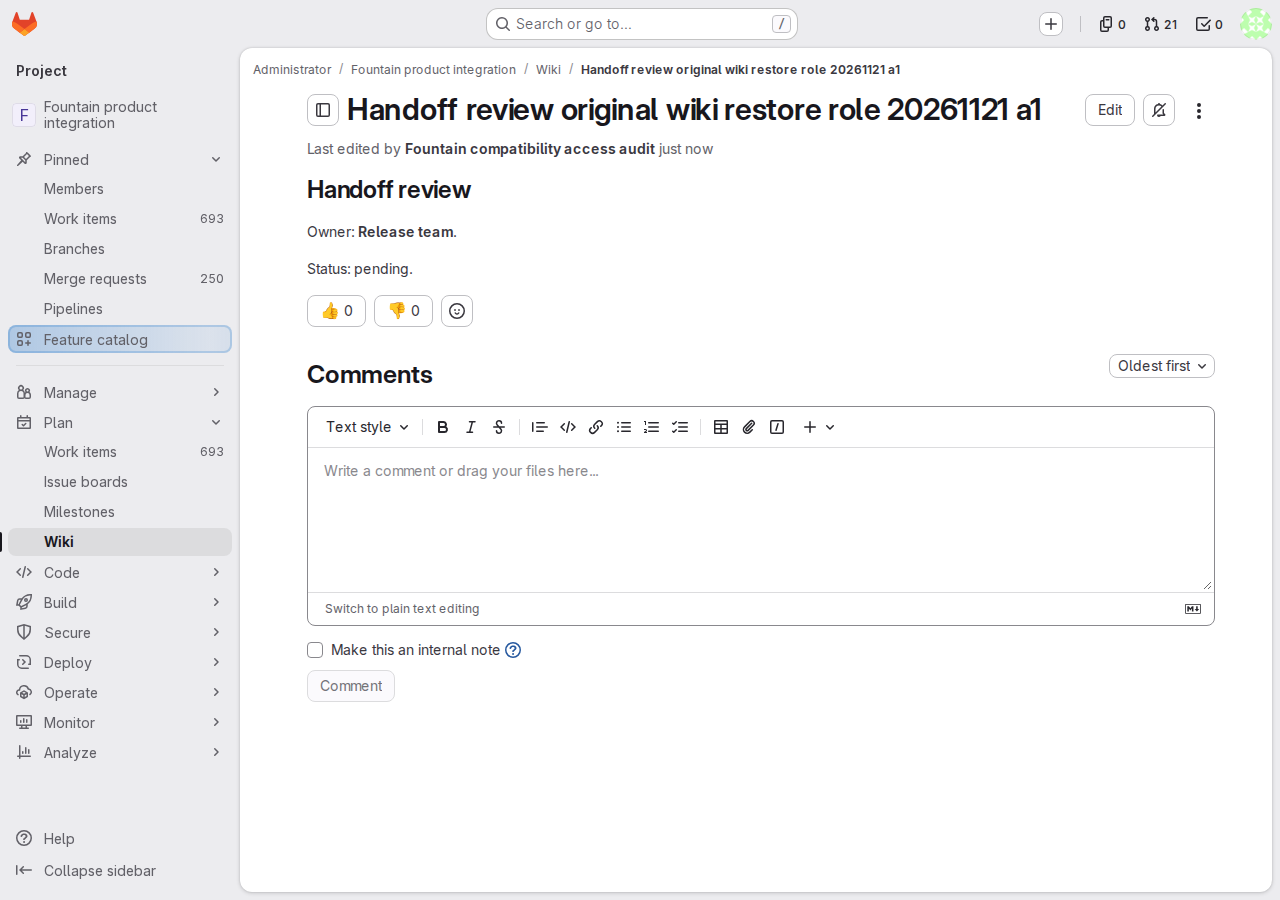 Search or go to...
/
0
21
0
Project
Administrator / Fountain product integration / Wiki / Handoff review original wiki restore role 20261121 a1
F
Fountain product
integration
Handoff review original wiki restore role 20261121 a1
Edit
Last edited by Fountain compatibility access audit just now
Pinned
Members
Work items 693
Branches
Merge requests 250
Pipelines
Feature catalog
Manage
Plan
Work items 693
Issue boards
Milestones
Wiki
Code
Build
Secure
Deploy
Operate
Monitor
Analyze
Help
Collapse sidebar
Handoff review
Owner: Release team.
Status: pending.
👍 0
👎 0
Comments
Oldest first
Text style
Write a comment or drag your files here...
Switch to plain text editing
Make this an internal note
Comment